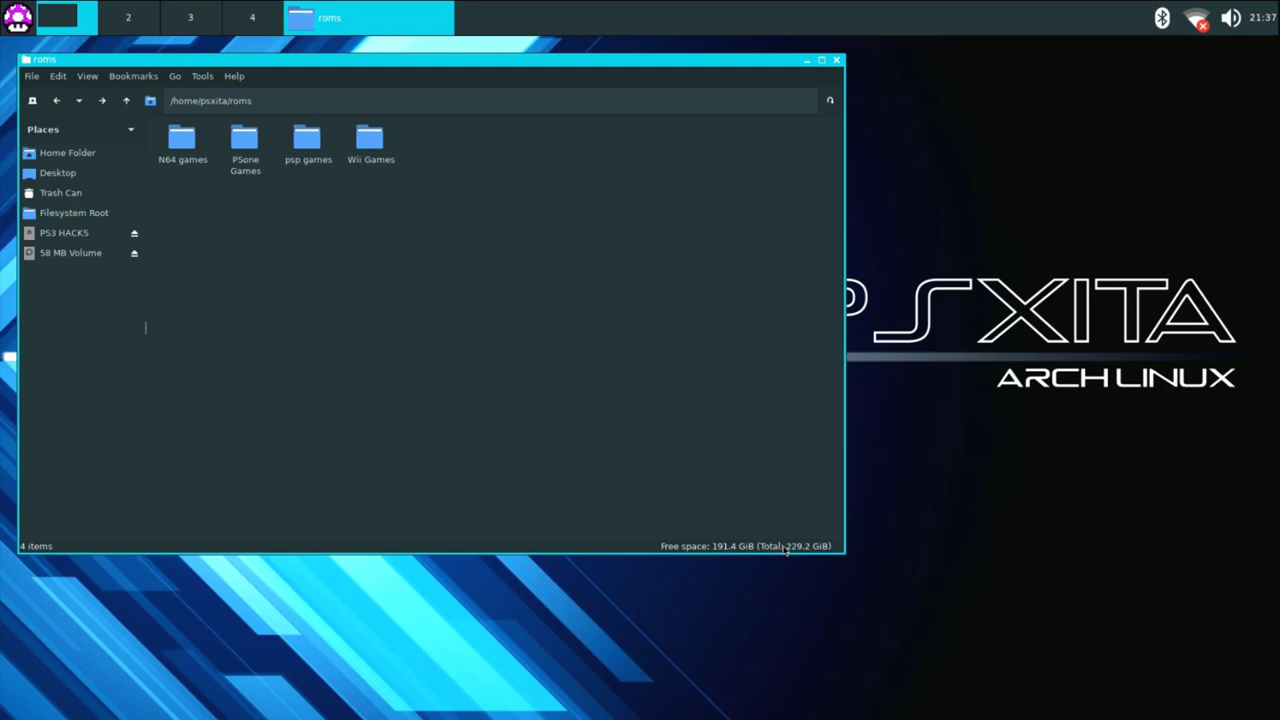 2
3
4
roms
21:37
roms
File Edit View Bookmarks Go Tools Help
/home/psxita/roms
Places
Home Folder
Desktop
Trash Can
Filesystem Root
PS3 HACKS
58 MB Volume
N64 games
PSone
Games
psp games
Wii Games
PSXITA
ARCH LINUX
4 items
Free space: 191.4 GiB (Total: 229.2 GiB)